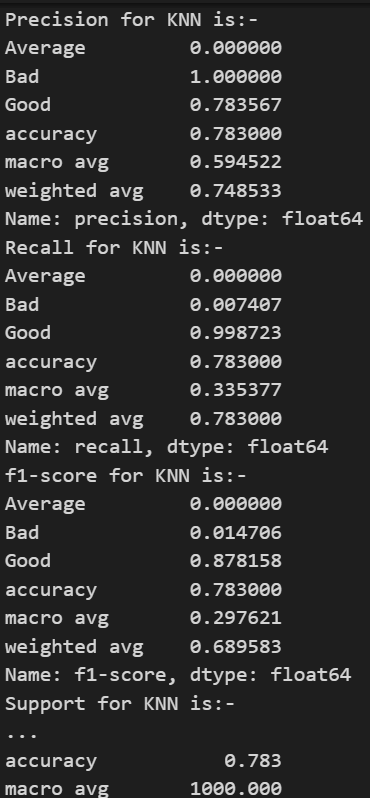 Precision for KNN is:-
Average 0.000000
Bad 1.000000
Good 0.783567
accuracy 0.783000
macro avg 0.594522
weighted avg 0.748533
Name: precision, dtype: float64
Recall for KNN is:-
Average 0.000000
Bad 0.007407
Good 0.998723
accuracy 0.783000
macro avg 0.335377
weighted avg 0.783000
Name: recall, dtype: float64
f1-score for KNN is:-
Average 0.000000
Bad 0.014706
Good 0.878158
accuracy 0.783000
macro avg 0.297621
weighted avg 0.689583
Name: f1-score, dtype: float64
Support for KNN is:-
...
accuracy 0.783
macro avg 1000.000